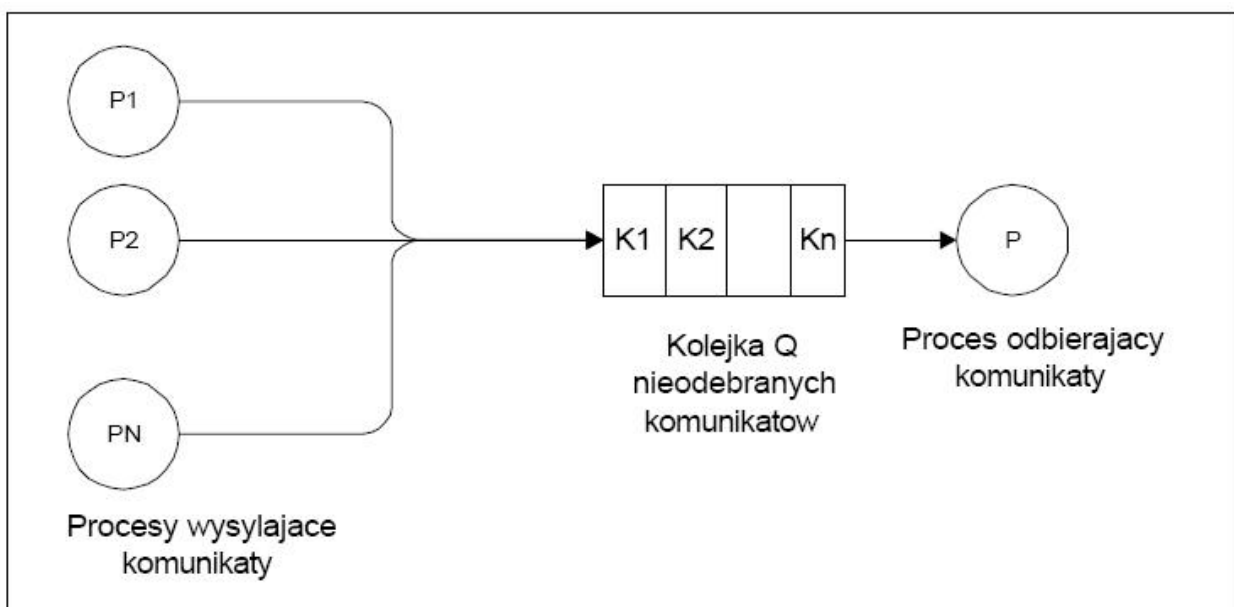 P1
P2
PN
Procesy wysylajace
komunikaty
K1 K2 Kn
Kolejka Q
nieodebranych
komunikatow
P
Proces odbierajacy
komunikaty